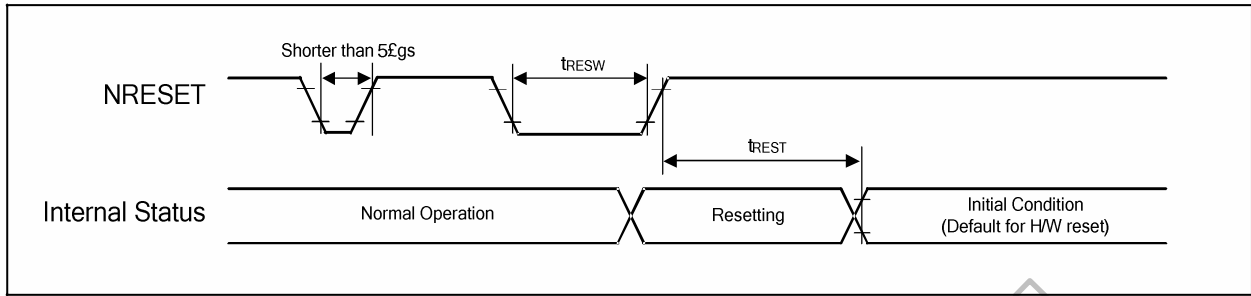 Shorter than 5£gs
tRESW
NRESET
tREST
Internal Status
Normal Operation
Resetting
Initial Condition
(Default for H/W reset)